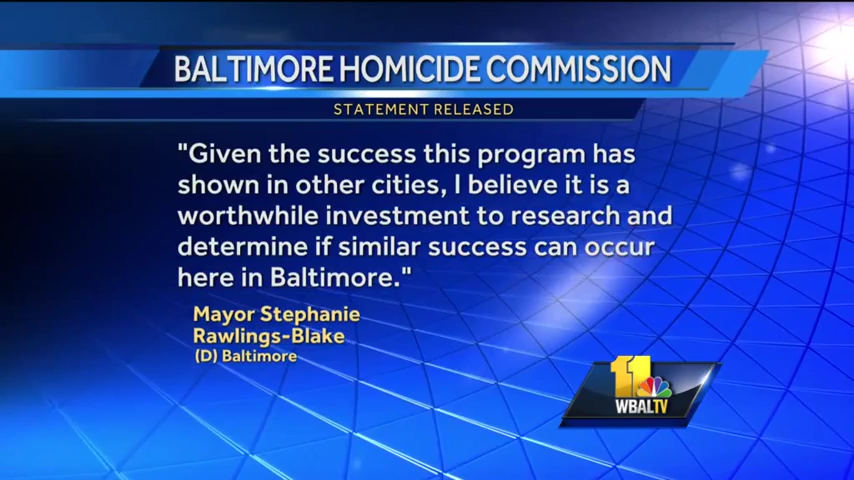 BALTIMORE HOMICIDE COMMISSION
STATEMENT RELEASED
"Given the success this program has
shown in other cities, I believe it is a
worthwhile investment to research and
determine if similar success can occur
here in Baltimore."
Mayor Stephanie
Rawlings-Blake
(D) Baltimore
11
WBALTV